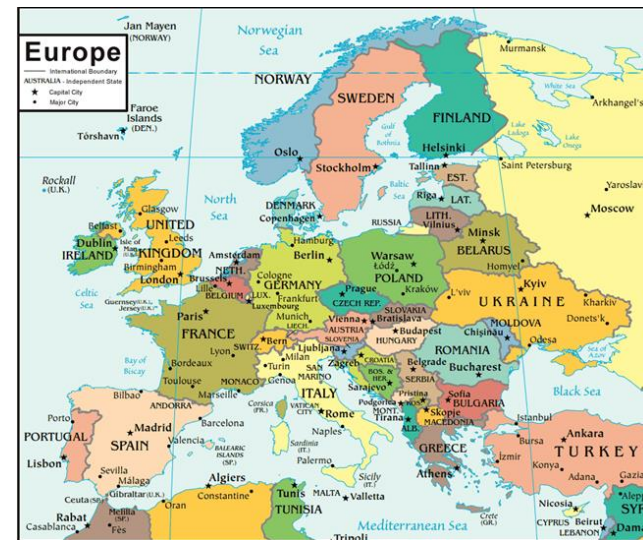 Jan Mayen
(NORWAY)
Norwegian
Sea
Europe
International Boundary
AUSTRALIA - Independent State
Capital City
Major City
Murmansk
White Sea
NORWAY
SWEDEN
Arkhangel's
Faroe
Islands
(DEN.)
Tórshavn
FINLAND
Gulf
of
Bothnia
Lake
Ladoga
Lake
Onega
Oslo
Helsinki
Tallinn
Saint Petersburg
Stockholm
EST.
Rockall
(U.K.)
Yaroslav
North
Sea
Baltic
Sea
Riga
LAT.
Moscow
DENMARK
Copenhagen
LITH.
Vilnius
Glasgow
RUSSIA
UNITED
KINGDOM
Belfast
Minsk
BELARUS
Dublin
IRELAND
Isle of
Man
Leeds
Hamburg
Amsterdam
NETH.
Berlin
Warsaw
Łódź
POLAND
Homyel
Birmingham
London
Brussels
BELGIUM
Cologne
GERMANY
Kyiv
Celtic
Sea
Lille
LUX.
Luxembourg
Frankfurt
Prague
CZECH REP.
Kraków
L'viv
UKRAINE
Kharkiv
Guernsey (U.K.)
Jersey (U.K.)
Paris
Munich
LIECH.
Vienna
AUSTRIA
SLOVAKIA
Bratislava
Donets'k
FRANCE
Bern
SWITZ.
Budapest
HUNGARY
Chișinău
MOLDOVA
Bay of
Biscay
Lyon
Ljubljana
SLOVENIA
Zagreb
CROATIA
ROMANIA
Odesa
Sea of
Azov
Bordeaux
Milan
Turin
Genoa
SAN
MARINO
BOS. &
HER.
Belgrade
SERBIA
Bucharest
Toulouse
MONACO
Sarajevo
Bilbao
Marseille
ITALY
Pristina
KOS.
Sofia
BULGARIA
Black Sea
ANDORRA
Corsica
(FR.)
VATICAN
CITY
Rome
Podgorica
MONT.
Skopje
MACEDONIA
Porto
Madrid
SPAIN
Barcelona
Naples
Tirana
ALB.
Istanbul
PORTUGAL
Valencia
BALEARIC
ISLANDS
(SP.)
Sardinia
(IT.)
Bursa
Ankara
TURKEY
Lisbon
GREECE
İzmir
Konya
Adana
Gazia
Sevilla
Málaga
Palermo
Sicily
(IT.)
Athens
Gibraltar (U.K.)
Algiers
Tunis
Ceuta (SP.)
Melilla
(SP.)
Oran
Constantine
MALTA
Valletta
Nicosia
CYPRUS
Alepp
SYR
Rabat
Casablanca
Fès
TUNISIA
Crete
(GR.)
Beirut
LEBANON
Dama
Tripoli
Mediterranean Sea